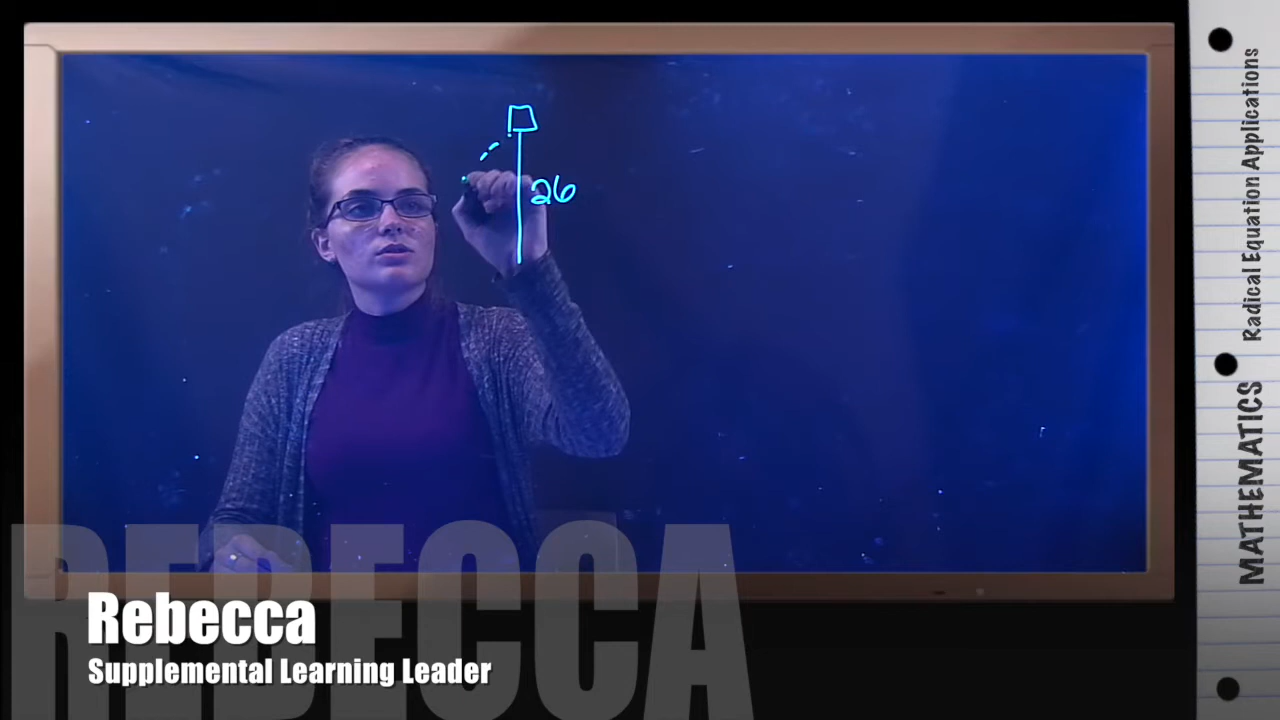 26
REBECCA
Rebecca
Supplemental Learning Leader
MATHEMATICS Radical Equation Applications